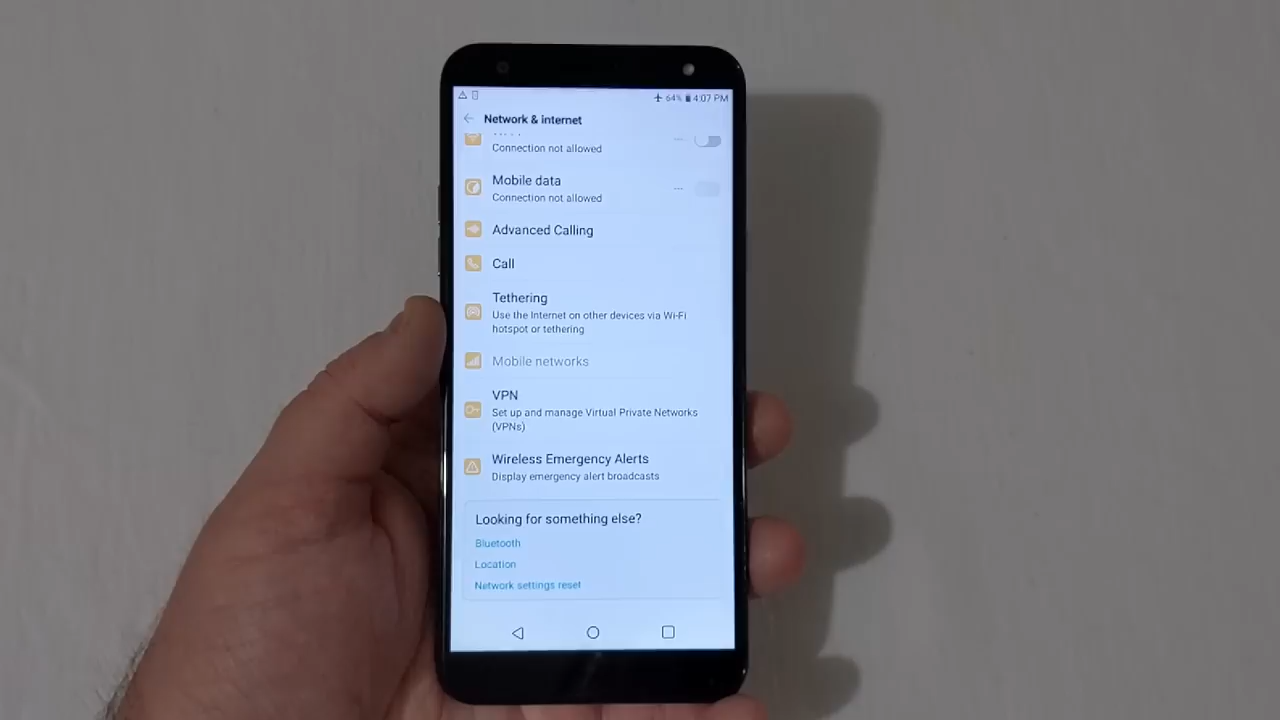 64% 4:07 PM
Network & internet
Connection not allowed
Mobile data
Connection not allowed
Advanced Calling
Call
Tethering
Use the Internet on other devices via Wi-Fi
hotspot or tethering
Mobile networks
VPN
Set up and manage Virtual Private Networks
(VPNs)
Wireless Emergency Alerts
Display emergency alert broadcasts
Looking for something else?
Bluetooth
Location
Network settings reset